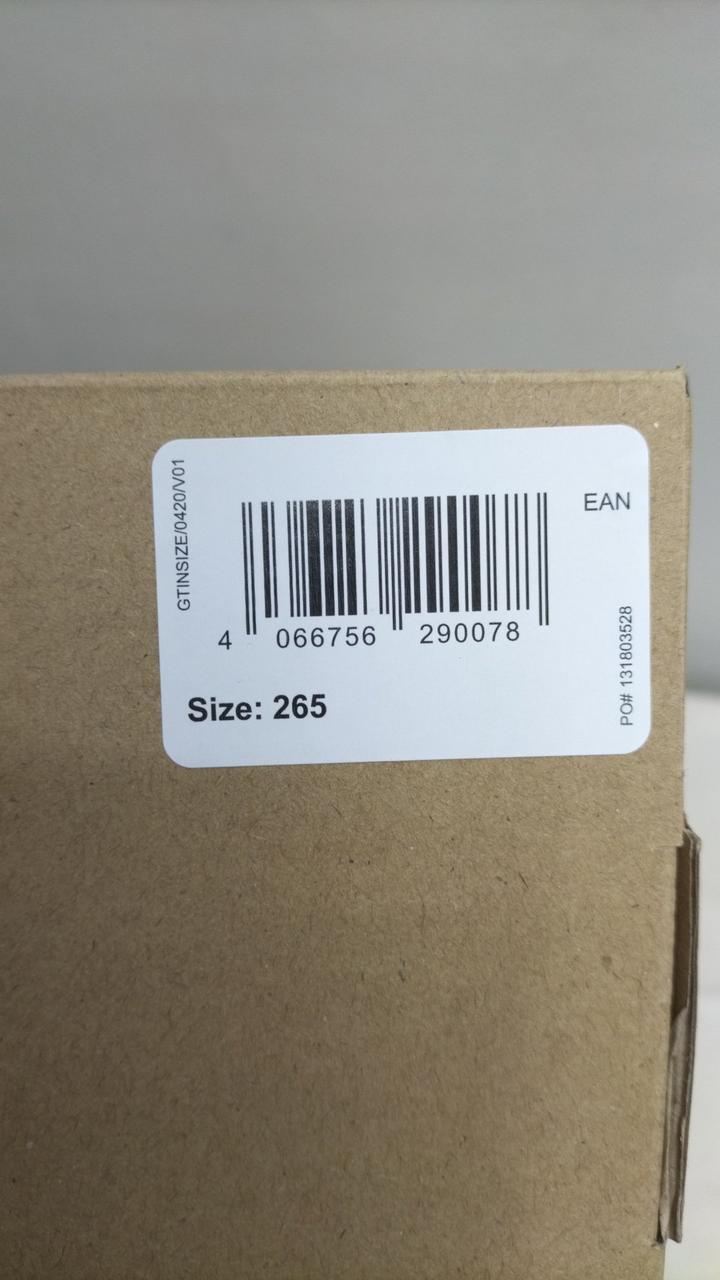 GTINSIZE/0420/V01
EAN
4 066756 290078
Size: 265
PO# 131803528